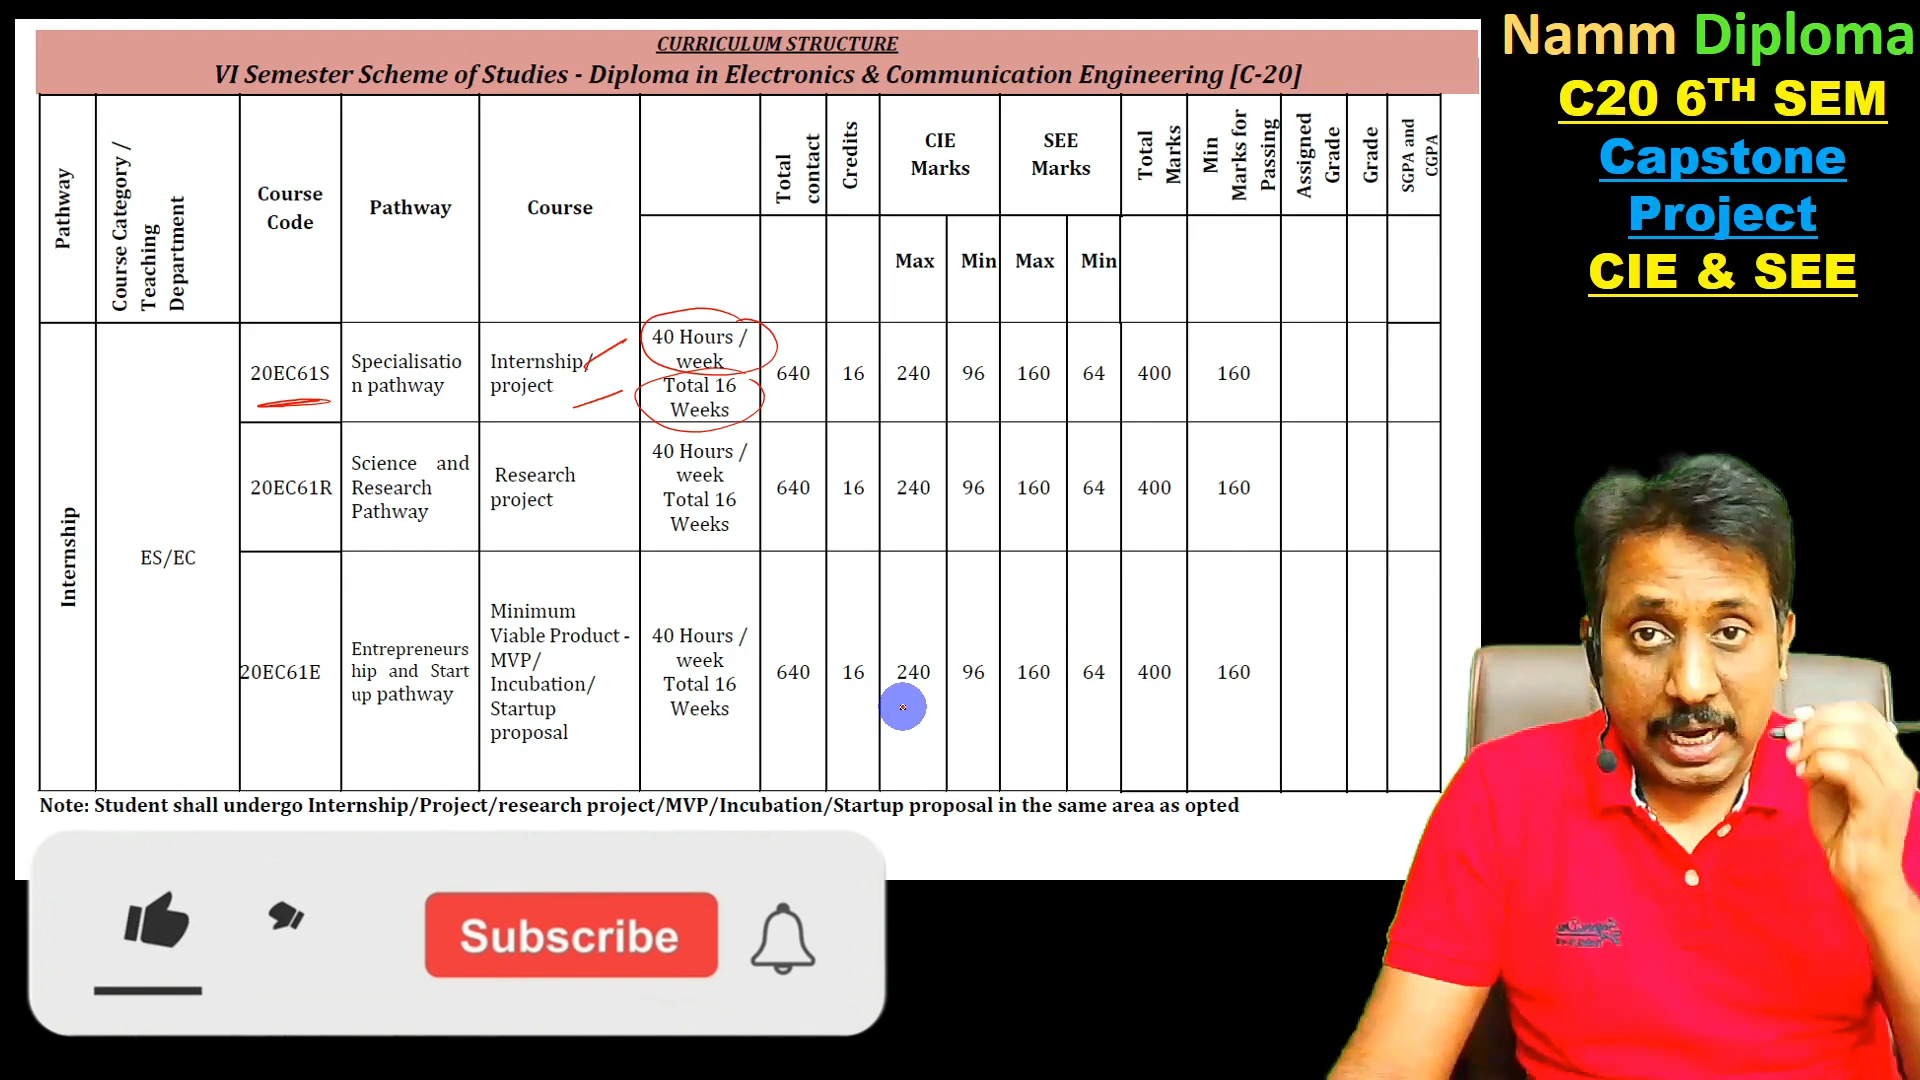 CURRICULUM STRUCTURE
VI Semester Scheme of Studies - Diploma in Electronics & Communication Engineering [C-20]
Pathway
Course Category /
Teaching
Department
Course
Code
Pathway
Course
Total
contact
Credits
CIE
Marks
SEE
Marks
Total
Marks
Min
Marks for
Passing
Assigned
Grade
Grade
SGPA and
CGPA
Max
Min
Max
Min
Internship
ES/EC
20EC61S
Specialisatio
n pathway
Internship/
project
40 Hours /
week
Total 16
Weeks
640
16
240
96
160
64
400
160
20EC61R
Science and
Research
Pathway
Research
project
40 Hours /
week
Total 16
Weeks
640
16
240
96
160
64
400
160
20EC61E
Entrepreneurs
hip and Start
up pathway
Minimum
Viable Product -
MVP/
Incubation/
Startup
proposal
40 Hours /
week
Total 16
Weeks
640
16
240
96
160
64
400
160
Note: Student shall undergo Internship/Project/research project/MVP/Incubation/Startup proposal in the same area as opted
Subscribe
Namm Diploma
C20 6TH SEM
Capstone
Project
CIE & SEE